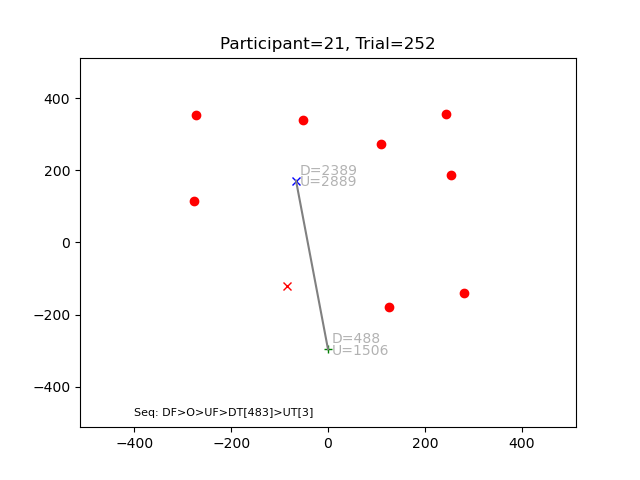 Participant=21, Trial=252
400
200
0
−200
−400
D=2389
U=2889
D=488
U=1506
Seq: DF>O>UF>DT[483]>UT[3]
−400 −200 0 200 400